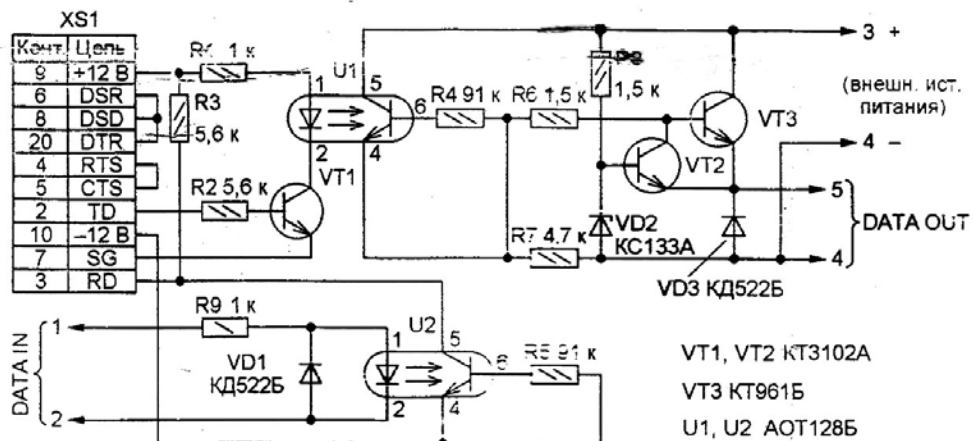 XS1
Конт. Цепь
9 +12 В
6 DSR
8 DSD
20 DTR
4 RTS
5 CTS
2 TD
10 –12 В
7 SG
3 RD
1 к
R3
5,6 к
R2 5,6 к
VT1
U1
1
5
2
4
6
R4 91 к
R6 1,5 к
1,5 к
VT3
VT2
VD2
КС133А
R7 4,7 к
VD3 КД522Б
3 +
(внешн. ист.
питания)
4 –
5
DATA OUT
4
DATA IN
1
2
R9 1 к
VD1
КД522Б
U2
1
5
2
4
6
R5 91 к
VT1, VT2 КТ3102А
VT3 КТ961Б
U1, U2 АОТ128Б